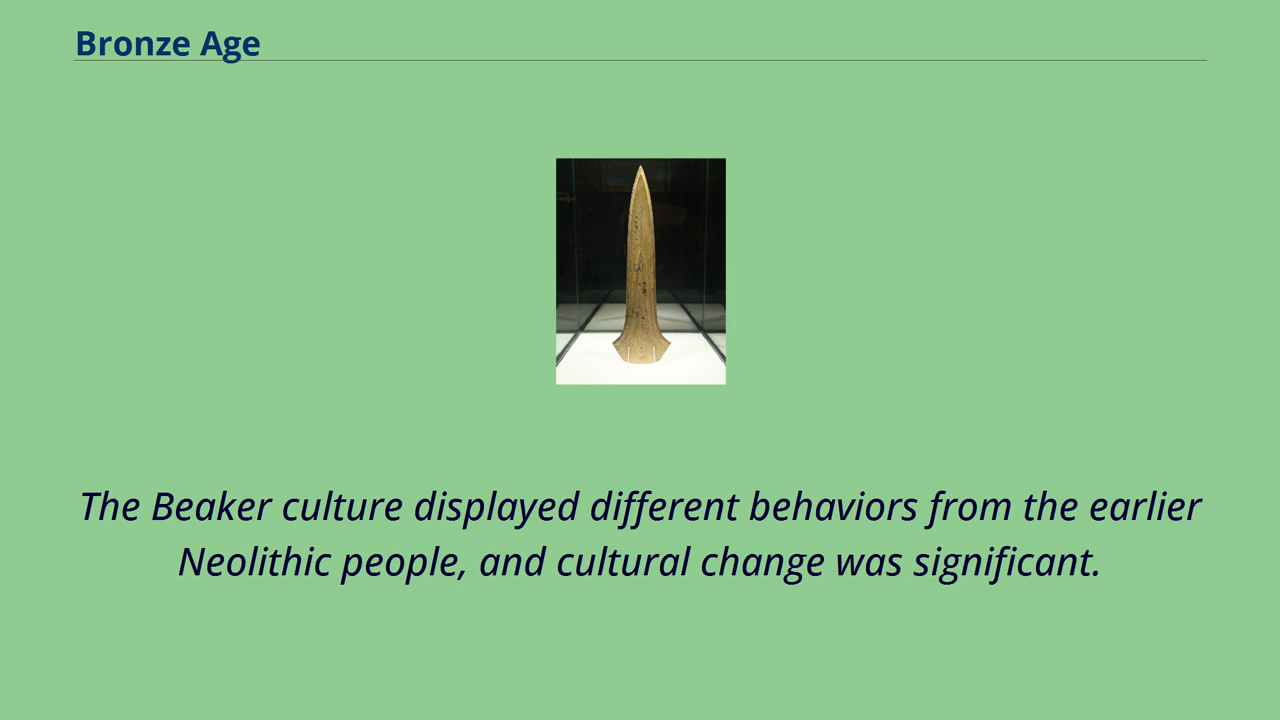 Bronze Age
The Beaker culture displayed different behaviors from the earlier
Neolithic people, and cultural change was significant.